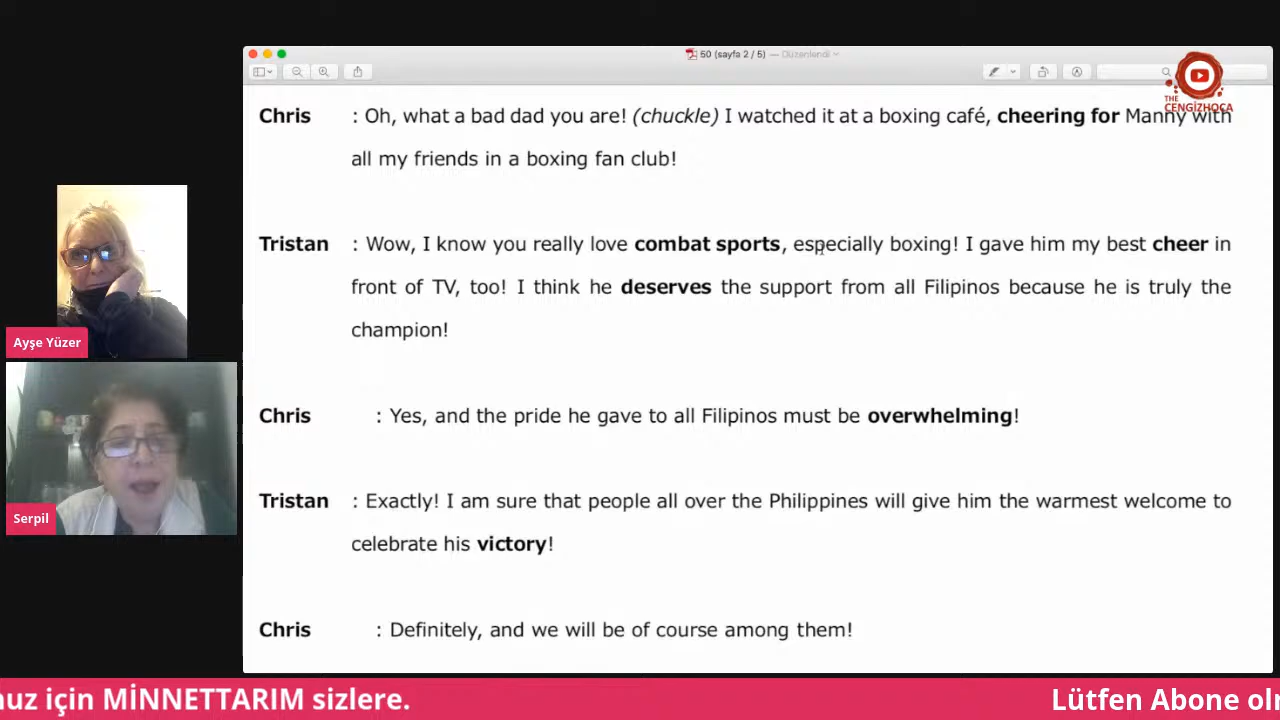 50 (sayfa 2 / 5) — Düzenlendi
THE
CENGİZHOCA
Chris : Oh, what a bad dad you are! (chuckle) I watched it at a boxing café, cheering for Manny with
all my friends in a boxing fan club!
Tristan : Wow, I know you really love combat sports, especially boxing! I gave him my best cheer in
front of TV, too! I think he deserves the support from all Filipinos because he is truly the
champion!
Chris : Yes, and the pride he gave to all Filipinos must be overwhelming!
Tristan : Exactly! I am sure that people all over the Philippines will give him the warmest welcome to
celebrate his victory!
Chris : Definitely, and we will be of course among them!
Ayşe Yüzer
Serpil
uz için MİNNETTARIM sizlere. Lütfen Abone ol